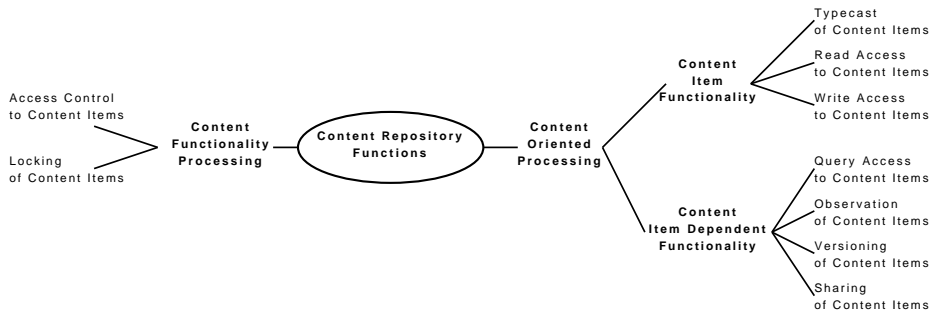 Access Control
to Content Items
Locking
of Content Items
Content
Functionality
Processing
Content Repository
Functions
Content
Oriented
Processing
Content
Item
Functionality
Typecast
of Content Items
Read Access
to Content Items
Write Access
to Content Items
Content
Item Dependent
Functionality
Query Access
to Content Items
Observation
of Content Items
Versioning
of Content Items
Sharing
of Content Items